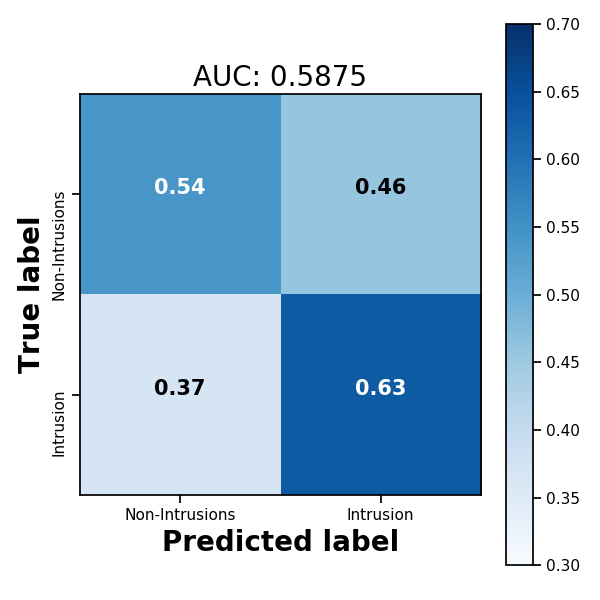 AUC: 0.5875
True label
Non-Intrusions
Intrusion
0.54
0.46
0.37
0.63
Non-Intrusions
Intrusion
Predicted label
0.70
0.65
0.60
0.55
0.50
0.45
0.40
0.35
0.30